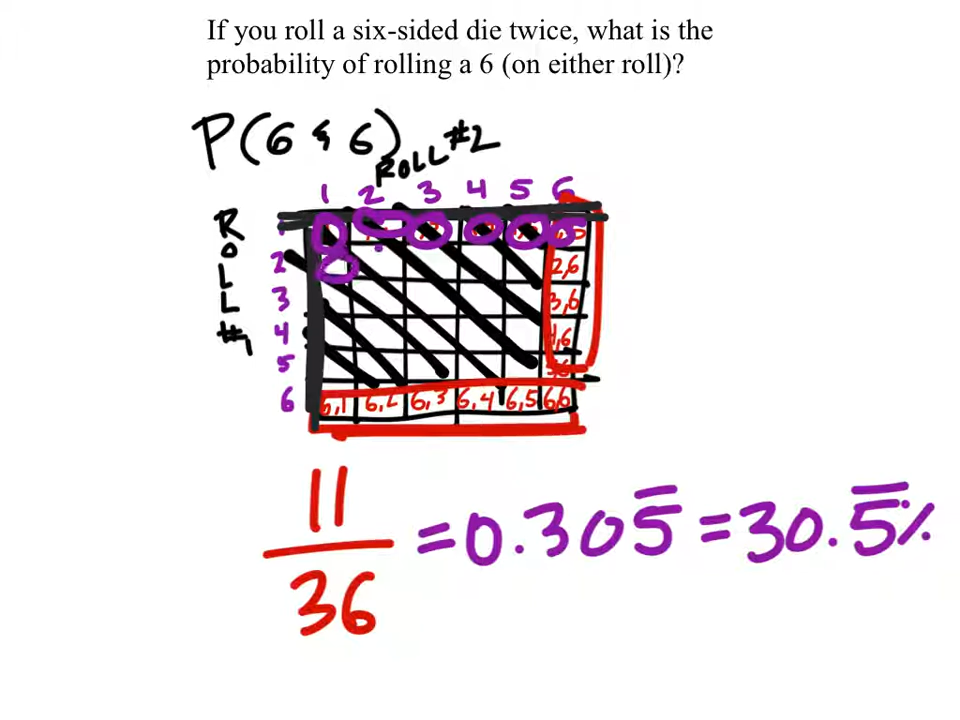 If you roll a six-sided die twice, what is the
probability of rolling a 6 (on either roll)?
P(6 & 6)
ROLL #2
1 2 3 4 5 6
ROLL #1
1
2 2,6
3 3,6
4 4,6
5
6 6,1 6,2 6,3 6,4 6,5 6,6
11/36 = 0.305̅ = 30.5̅%